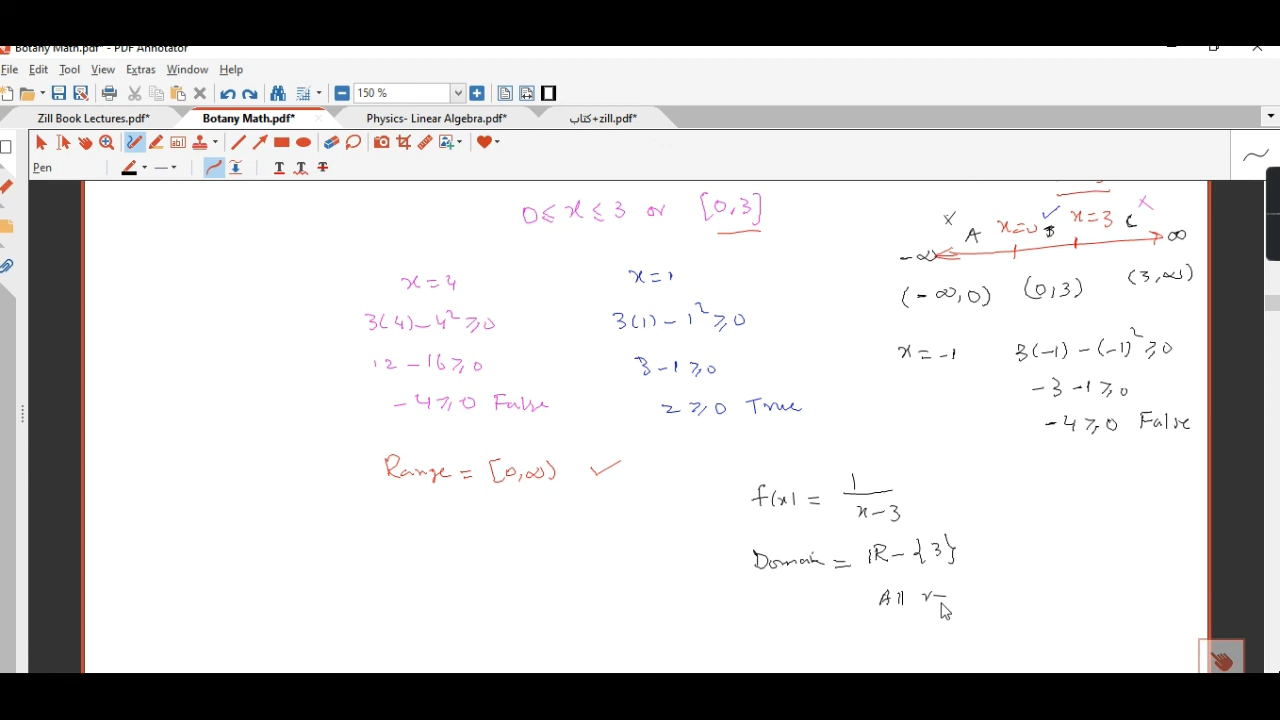 Botany Math.pdf* - PDF Annotator
File Edit Tool View Extras Window Help
150 %
Zill Book Lectures.pdf* Botany Math.pdf* Physics- Linear Algebra.pdf* کتاب+zill.pdf*
Pen
0 ≤ x ≤ 3 or [0,3]
x=0 x=3
A B C
-∞ ∞
(-∞,0) (0,3) (3,∞)
x = 4
3(4) - 4² ≥ 0
12 - 16 ≥ 0
-4 ≥ 0 False
x = 1
3(1) - 1² ≥ 0
3 - 1 ≥ 0
2 ≥ 0 True
x = -1 3(-1) - (-1)² ≥ 0
-3 - 1 ≥ 0
-4 ≥ 0 False
Range = [0,∞) ✓
f(x) = 1/(x-3)
Domain = IR - {3}
All r